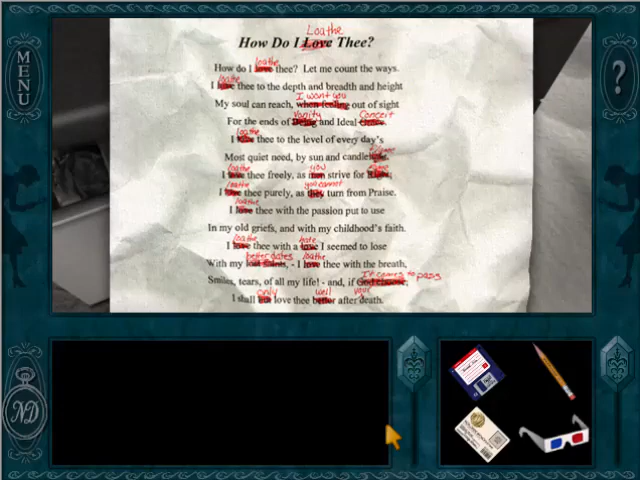 MENU
?
Loathe
How Do I Love Thee?
loathe
How do I love thee? Let me count the ways.
loathe
I love thee to the depth and breadth and height
I want you
My soul can reach, when feeling out of sight
Vanity Conceit
For the ends of Being and Ideal Grace.
loathe
I love thee to the level of every day's
Most quiet need, by sun and candlelight.
loathe you
I love thee freely, as men strive for Right;
loathe you cannot
I love thee purely, as they turn from Praise.
loathe
I love thee with the passion put to use
In my old griefs, and with my childhood's faith.
loathe hate
I love thee with a love I seemed to lose
better dates loathe
With my lost Saints, - I love thee with the breath,
It comes to pass
Smiles, tears, of all my life! - and, if God choose,
only well your
I shall but love thee better after death.
ND